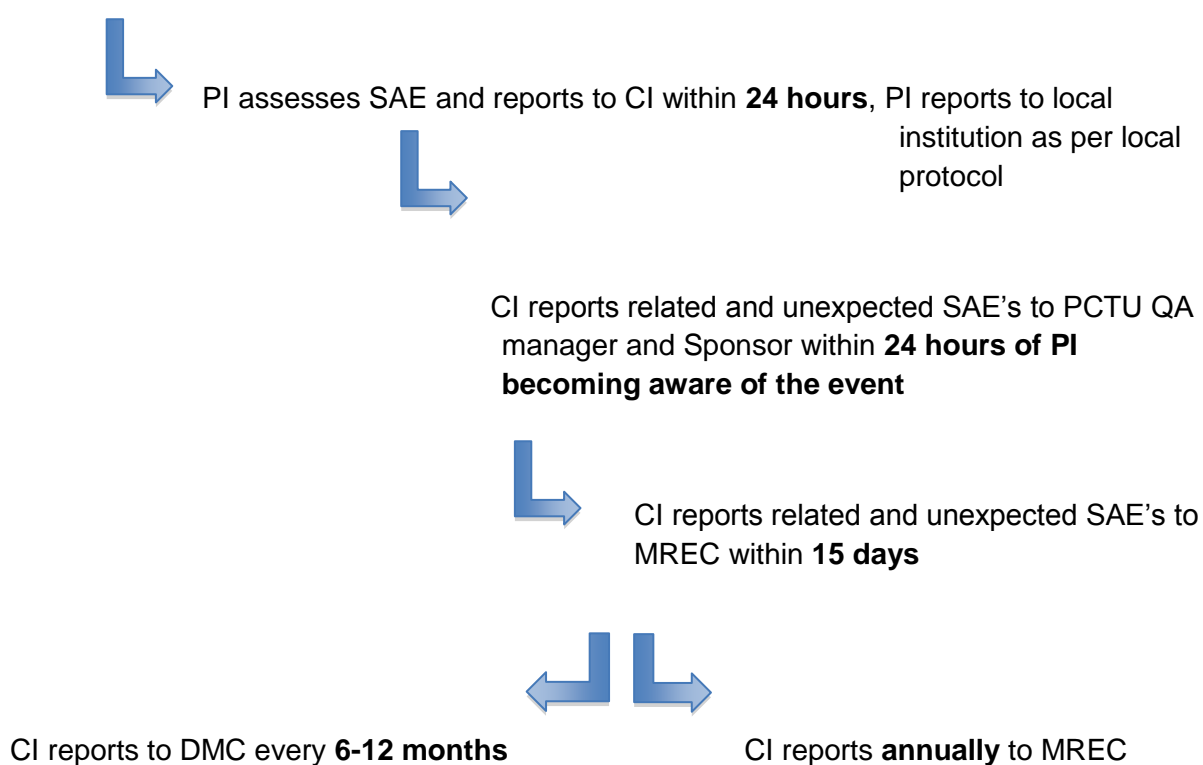 PI assesses SAE and reports to CI within 24 hours, PI reports to local
institution as per local
protocol
CI reports related and unexpected SAE’s to PCTU QA
manager and Sponsor within 24 hours of PI
becoming aware of the event
CI reports related and unexpected SAE’s to
MREC within 15 days
CI reports to DMC every 6-12 months
CI reports annually to MREC